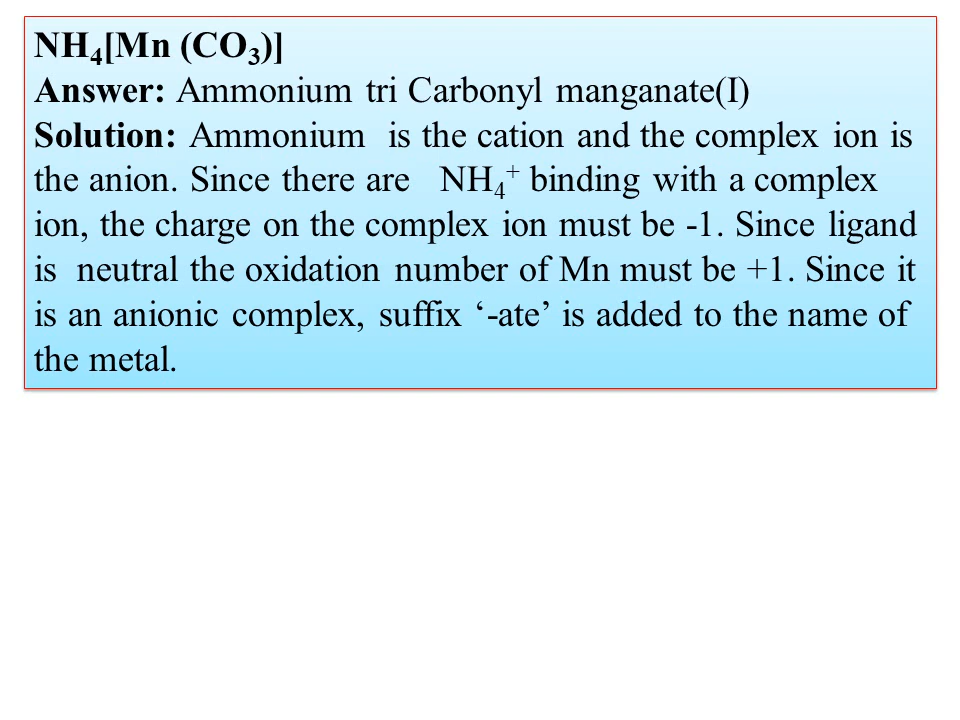 NH₄[Mn (CO₃)]
Answer: Ammonium tri Carbonyl manganate(I)
Solution: Ammonium is the cation and the complex ion is
the anion. Since there are NH₄⁺ binding with a complex
ion, the charge on the complex ion must be -1. Since ligand
is neutral the oxidation number of Mn must be +1. Since it
is an anionic complex, suffix ‘-ate’ is added to the name of
the metal.